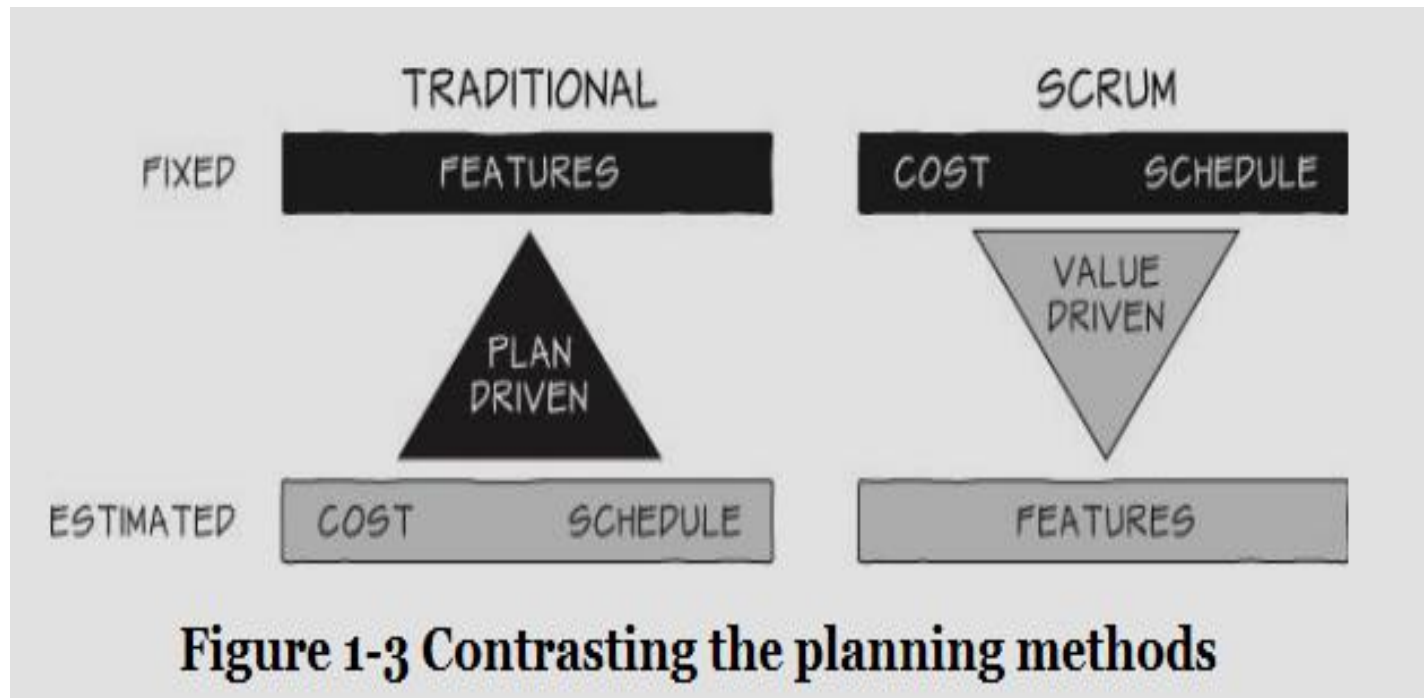 TRADITIONAL
SCRUM
FIXED
FEATURES
COST SCHEDULE
PLAN
DRIVEN
VALUE
DRIVEN
ESTIMATED
COST SCHEDULE
FEATURES
Figure 1-3 Contrasting the planning methods